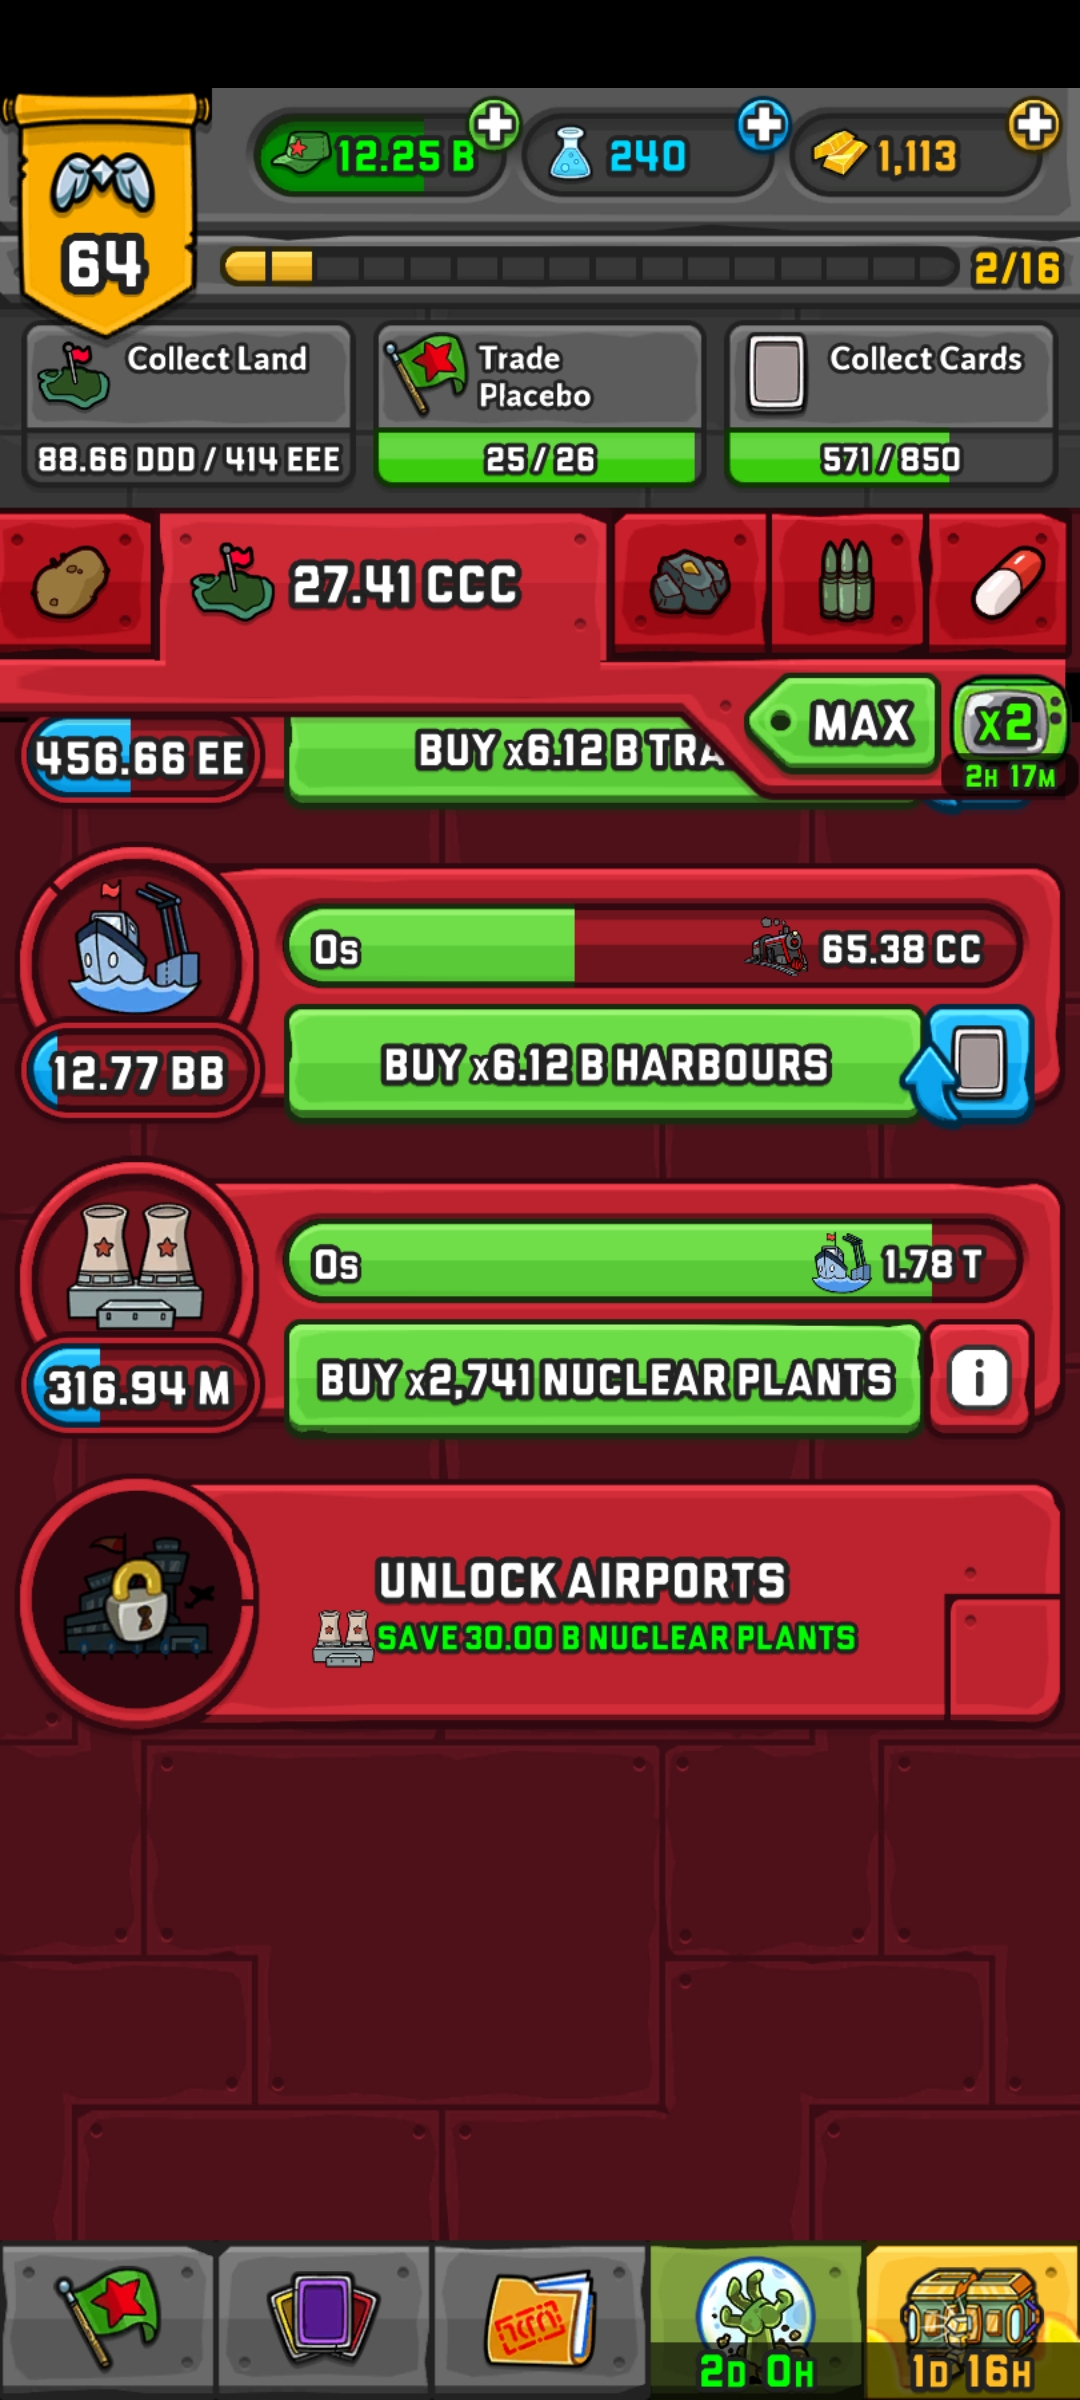 12.25 B
240
1,113
64
2/16
Collect Land
88.66 DDD / 414 EEE
Trade
Placebo
25 / 26
Collect Cards
571 / 850
27.41 CCC
MAX
x2
2H 17M
456.66 EE
BUY x6.12 B TRA
0s
65.38 CC
12.77 BB
BUY x6.12 B HARBOURS
0s
1.78 T
316.94 M
BUY x2,741 NUCLEAR PLANTS
i
UNLOCK AIRPORTS
SAVE 30.00 B NUCLEAR PLANTS
2D 0H
1D 16H